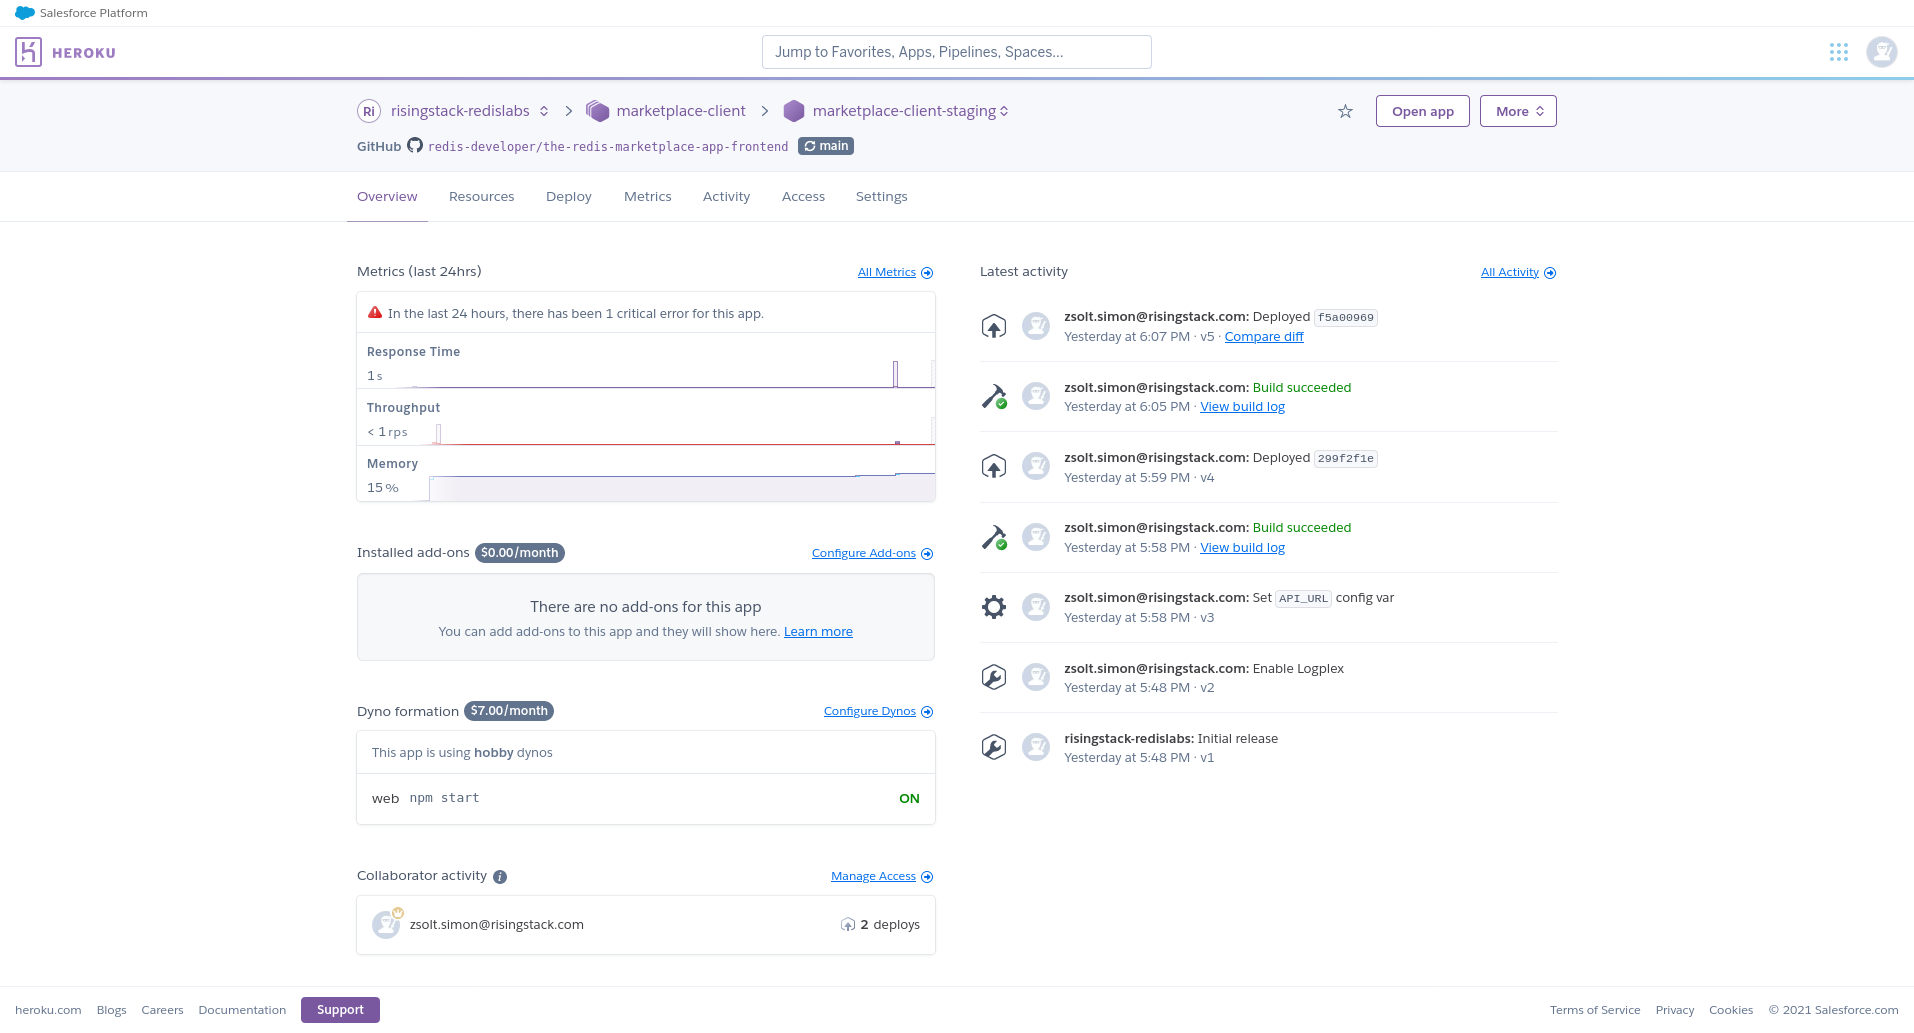 Salesforce Platform
HEROKU
Jump to Favorites, Apps, Pipelines, Spaces...
Ri risingstack-redislabs marketplace-client marketplace-client-staging
Open app More
GitHub redis-developer/the-redis-marketplace-app-frontend main
Overview Resources Deploy Metrics Activity Access Settings
Metrics (last 24hrs) All Metrics
In the last 24 hours, there has been 1 critical error for this app.
Response Time
1 s
Throughput
< 1 rps
Memory
15 %
Installed add-ons $0.00/month Configure Add-ons
There are no add-ons for this app
You can add add-ons to this app and they will show here. Learn more
Dyno formation $7.00/month Configure Dynos
This app is using hobby dynos
web npm start ON
Collaborator activity i Manage Access
zsolt.simon@risingstack.com 2 deploys
Latest activity All Activity
zsolt.simon@risingstack.com: Deployed f5a00969
Yesterday at 6:07 PM · v5 · Compare diff
zsolt.simon@risingstack.com: Build succeeded
Yesterday at 6:05 PM · View build log
zsolt.simon@risingstack.com: Deployed 299f2f1e
Yesterday at 5:59 PM · v4
zsolt.simon@risingstack.com: Build succeeded
Yesterday at 5:58 PM · View build log
zsolt.simon@risingstack.com: Set API_URL config var
Yesterday at 5:58 PM · v3
zsolt.simon@risingstack.com: Enable Logplex
Yesterday at 5:48 PM · v2
risingstack-redislabs: Initial release
Yesterday at 5:48 PM · v1
heroku.com Blogs Careers Documentation Support
Terms of Service Privacy Cookies © 2021 Salesforce.com